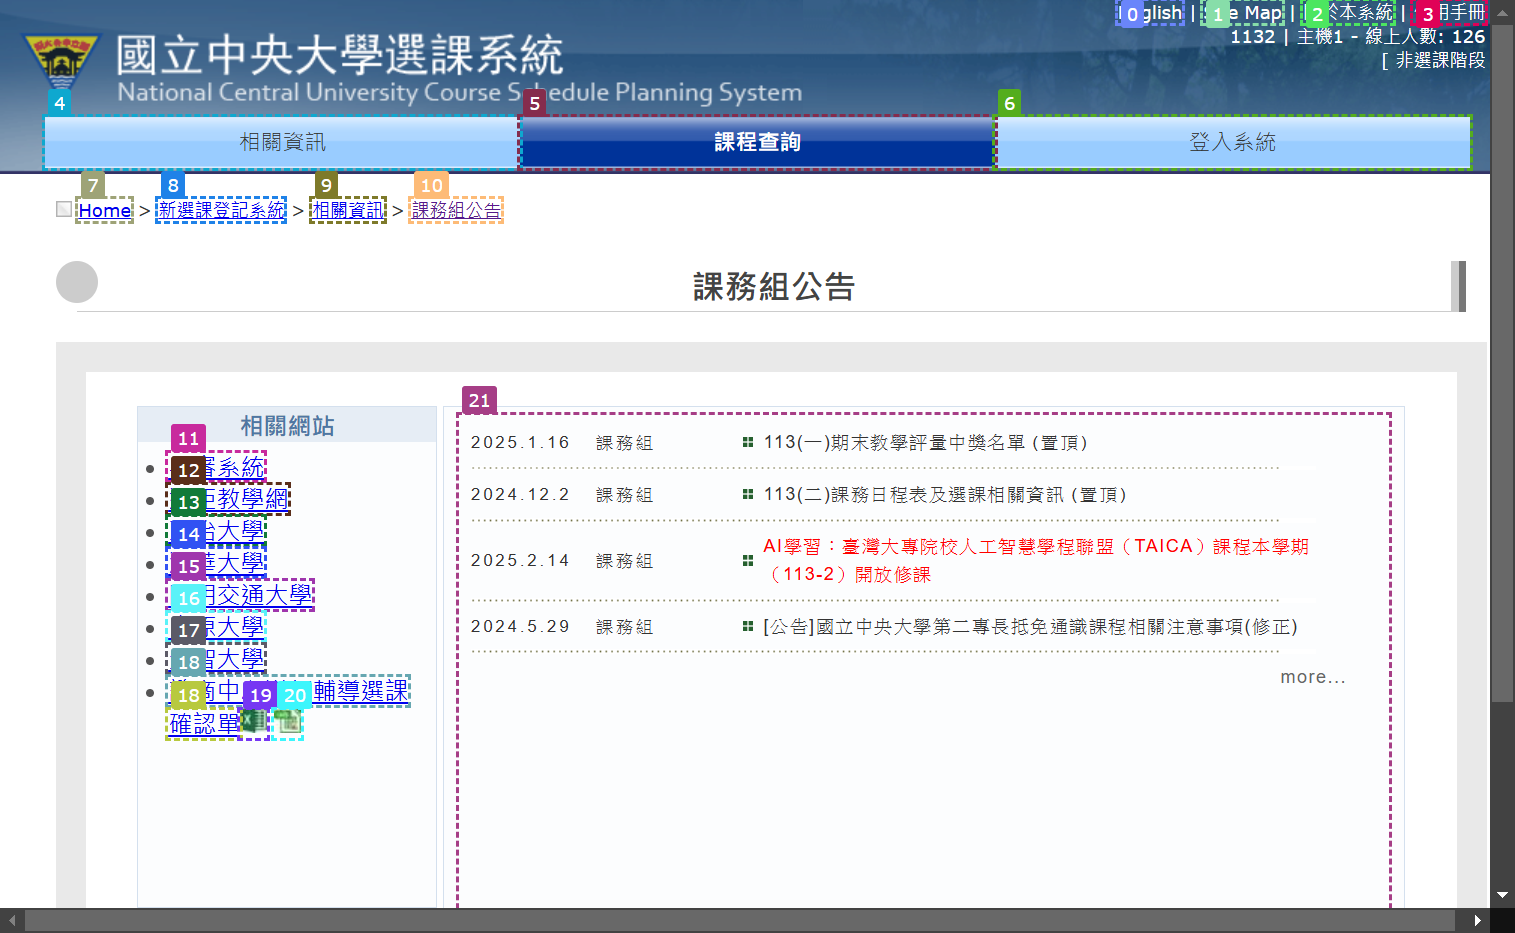 English | Site Map | 關於本系統 | 使用手冊
1132 | 主機1 - 線上人數: 126
[ 非選課階段
國立中央大學選課系統
National Central University Course Schedule Planning System
0
1
2
3
4
5
6
相關資訊
課程查詢
登入系統
7
8
9
10
Home > 新選課登記系統 > 相關資訊 > 課務組公告
課務組公告
相關網站
11
審系統
12
教學網
13
大學
14
大學
15
交通大學
16
大學
17
大學
18
輔導選課
18
19
20
確認單
21
2025.1.16 課務組 113(一)期末教學評量中獎名單 (置頂)
2024.12.2 課務組 113(二)課務日程表及選課相關資訊 (置頂)
2025.2.14 課務組 AI學習：臺灣大專院校人工智慧學程聯盟（TAICA）課程本學期
（113-2）開放修課
2024.5.29 課務組 [公告]國立中央大學第二專長抵免通識課程相關注意事項(修正)
more...